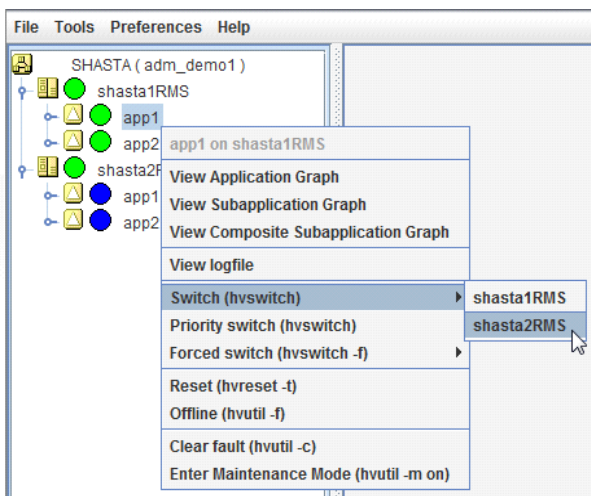 File Tools Preferences Help
SHASTA ( adm_demo1 )
shasta1RMS
app1
app2
shasta2R
app1
app2
app1 on shasta1RMS
View Application Graph
View Subapplication Graph
View Composite Subapplication Graph
View logfile
Switch (hvswitch)
shasta1RMS
shasta2RMS
Priority switch (hvswitch)
Forced switch (hvswitch -f)
Reset (hvreset -t)
Offline (hvutil -f)
Clear fault (hvutil -c)
Enter Maintenance Mode (hvutil -m on)